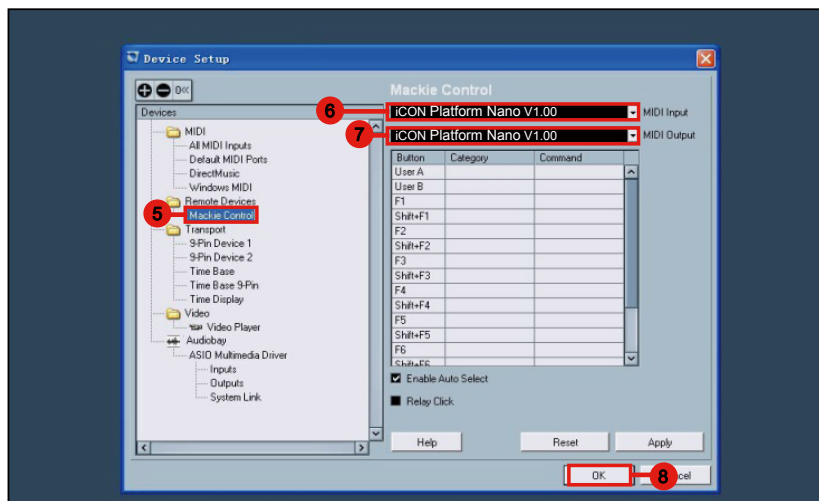 Device Setup
Devices
MIDI
All MIDI Inputs
Default MIDI Ports
DirectMusic
Windows MIDI
Remote Devices
5
Mackie Control
Transport
9-Pin Device 1
9-Pin Device 2
Time Base
Time Base 9-Pin
Time Display
Video
Video Player
Audiobay
ASIO Multimedia Driver
Inputs
Outputs
System Link
Mackie Control
6 iCON Platform Nano V1.00 MIDI Input
7 iCON Platform Nano V1.00 MIDI Output
Button Category Command
User A
User B
F1
Shift+F1
F2
Shift+F2
F3
Shift+F3
F4
Shift+F4
F5
Shift+F5
F6
Shift+F6
Enable Auto Select
Relay Click
Help Reset Apply
OK 8 cel